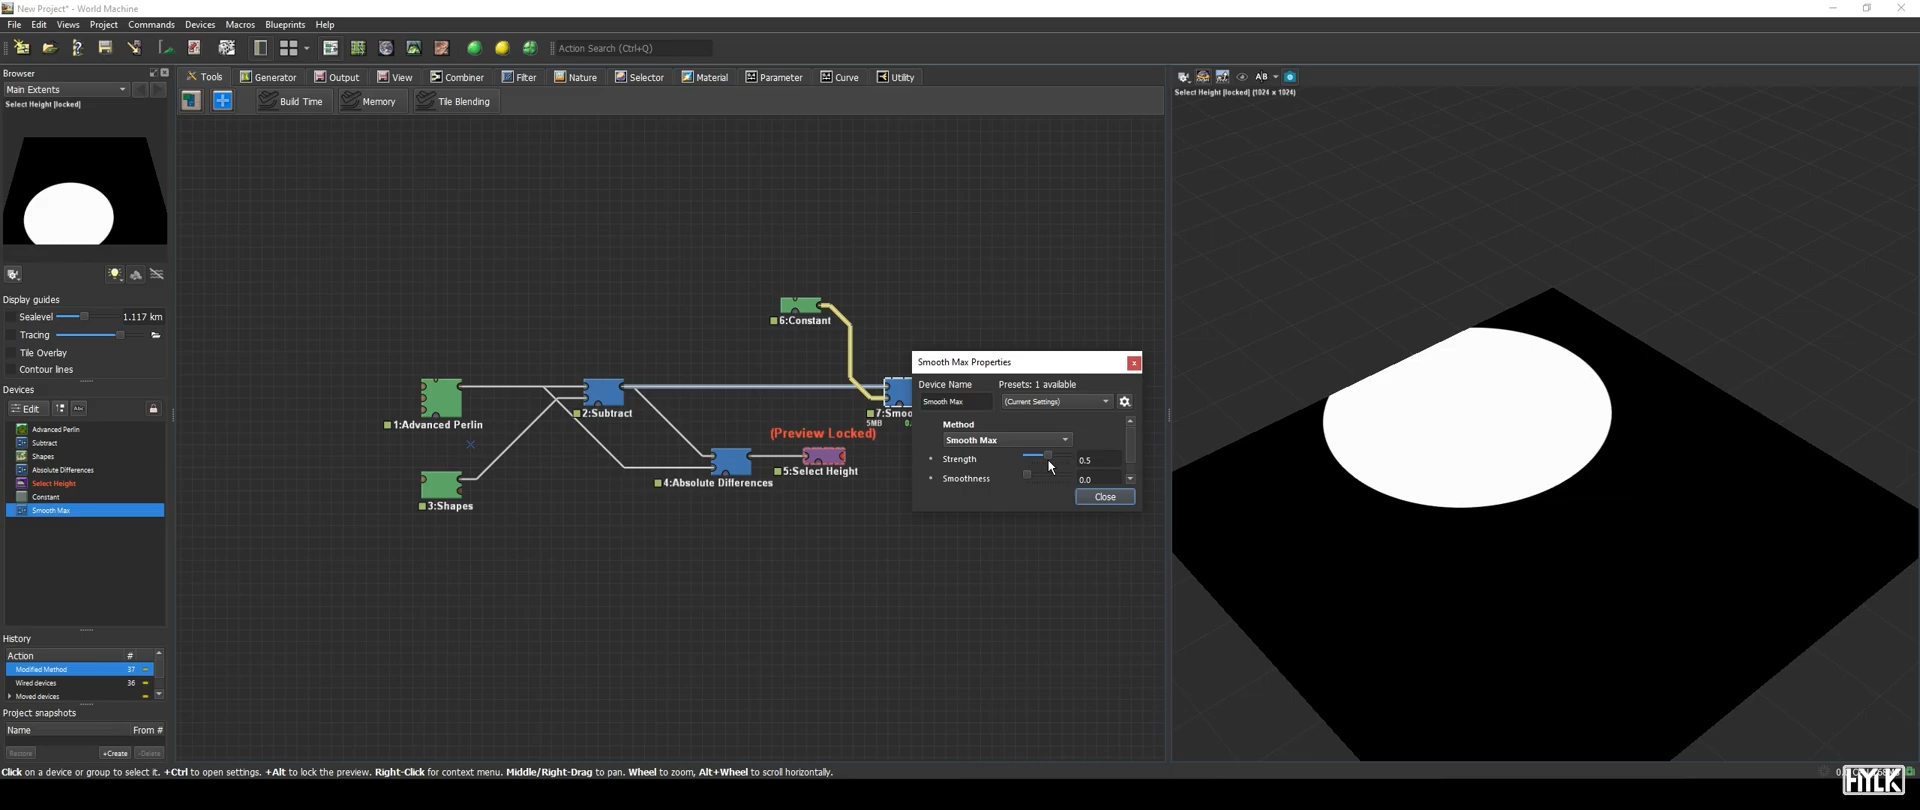 New Project* - World Machine
File Edit Views Project Commands Devices Macros Blueprints Help
Action Search (Ctrl+Q)
Browser
Main Extents
Select Height [locked]
Tools Generator Output View Combiner Filter Nature Selector Material Parameter Curve Utility
Build Time Memory Tile Blending
AB
Select Height [locked] (1024 x 1024)
Display guides
Sealevel 1.117 km
Tracing
Tile Overlay
Contour lines
Devices
Edit Abc
Advanced Perlin
Subtract
Shapes
Absolute Differences
Select Height
Constant
Smooth Max
History
Action #
Modified Method 37
Wired devices 36
Moved devices
Project snapshots
Name From #
Restore +Create -Delete
6:Constant
1:Advanced Perlin
2:Subtract
3:Shapes
4:Absolute Differences
(Preview Locked)
5:Select Height
7:Smoo
5MB 0.
Smooth Max Properties
x
Device Name Presets: 1 available
Smooth Max (Current Settings)
Method
Smooth Max
Strength 0.5
Smoothness 0.0
Close
Click on a device or group to select it. +Ctrl to open settings. +Alt to lock the preview. Right-Click for context menu. Middle/Right-Drag to pan. Wheel to zoom, Alt+Wheel to scroll horizontally.
HYLK